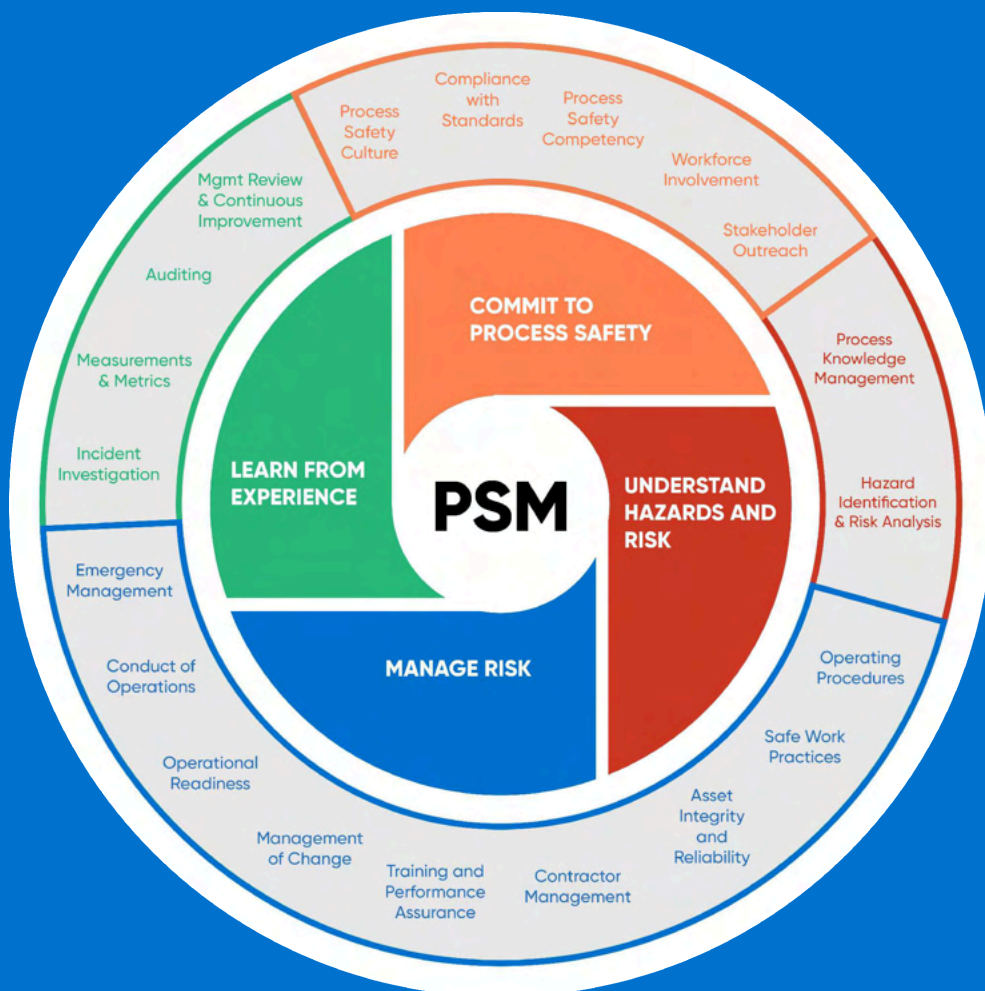 Process
Safety
Culture
Compliance
with
Standards
Process
Safety
Competency
Workforce
Involvement
Stakeholder
Outreach
Process
Knowledge
Management
Hazard
Identification
& Risk Analysis
Operating
Procedures
Safe Work
Practices
Asset
Integrity
and
Reliability
Contractor
Management
Training and
Performance
Assurance
Management
of Change
Operational
Readiness
Conduct of
Operations
Emergency
Management
Incident
Investigation
Measurements
& Metrics
Auditing
Mgmt Review
& Continuous
Improvement
COMMIT TO
PROCESS SAFETY
UNDERSTAND
HAZARDS AND
RISK
MANAGE RISK
LEARN FROM
EXPERIENCE
PSM